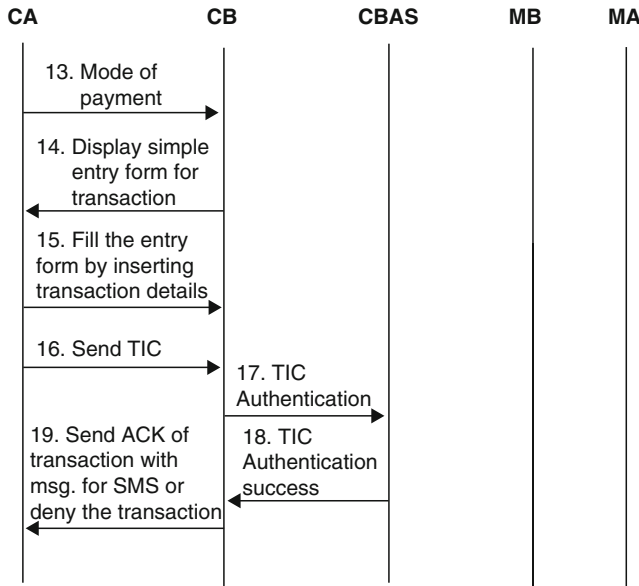 CA CB CBAS MB MA
13. Mode of
payment
14. Display simple
entry form for
transaction
15. Fill the entry
form by inserting
transaction details
16. Send TIC
17. TIC
Authentication
18. TIC
Authentication
success
19. Send ACK of
transaction with
msg. for SMS or
deny the transaction